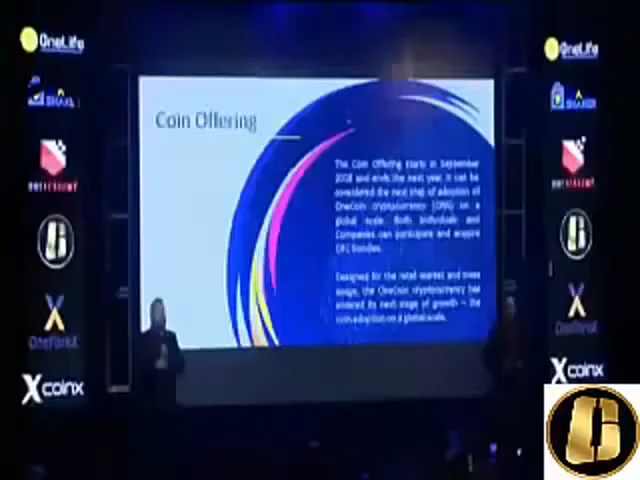 OneLife
OneLife
Coin Offering
The Coin Offering starts in September
2018 and ends the next year. It can be
considered the next step of adoption of
OneCoin cryptocurrency (ONE) on a
global scale. Both individuals and
Companies can participate and acquire
OFC Bundles.
Designed for the retail market and mass
usage, the OneCoin cryptocurrency has
entered its next stage of growth – the
coin adoption on a global scale.
OneForex
Xcoinx
Xcoinx